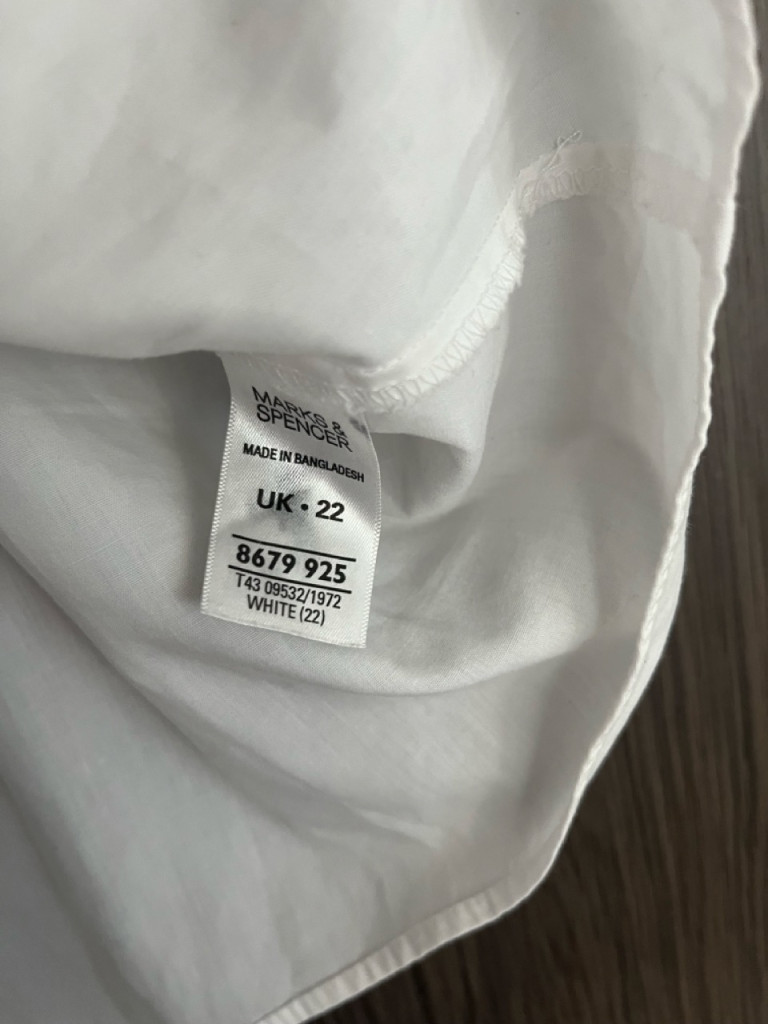 MARKS &
SPENCER
MADE IN BANGLADESH
UK • 22
8679 925
T43 09532/1972
WHITE (22)